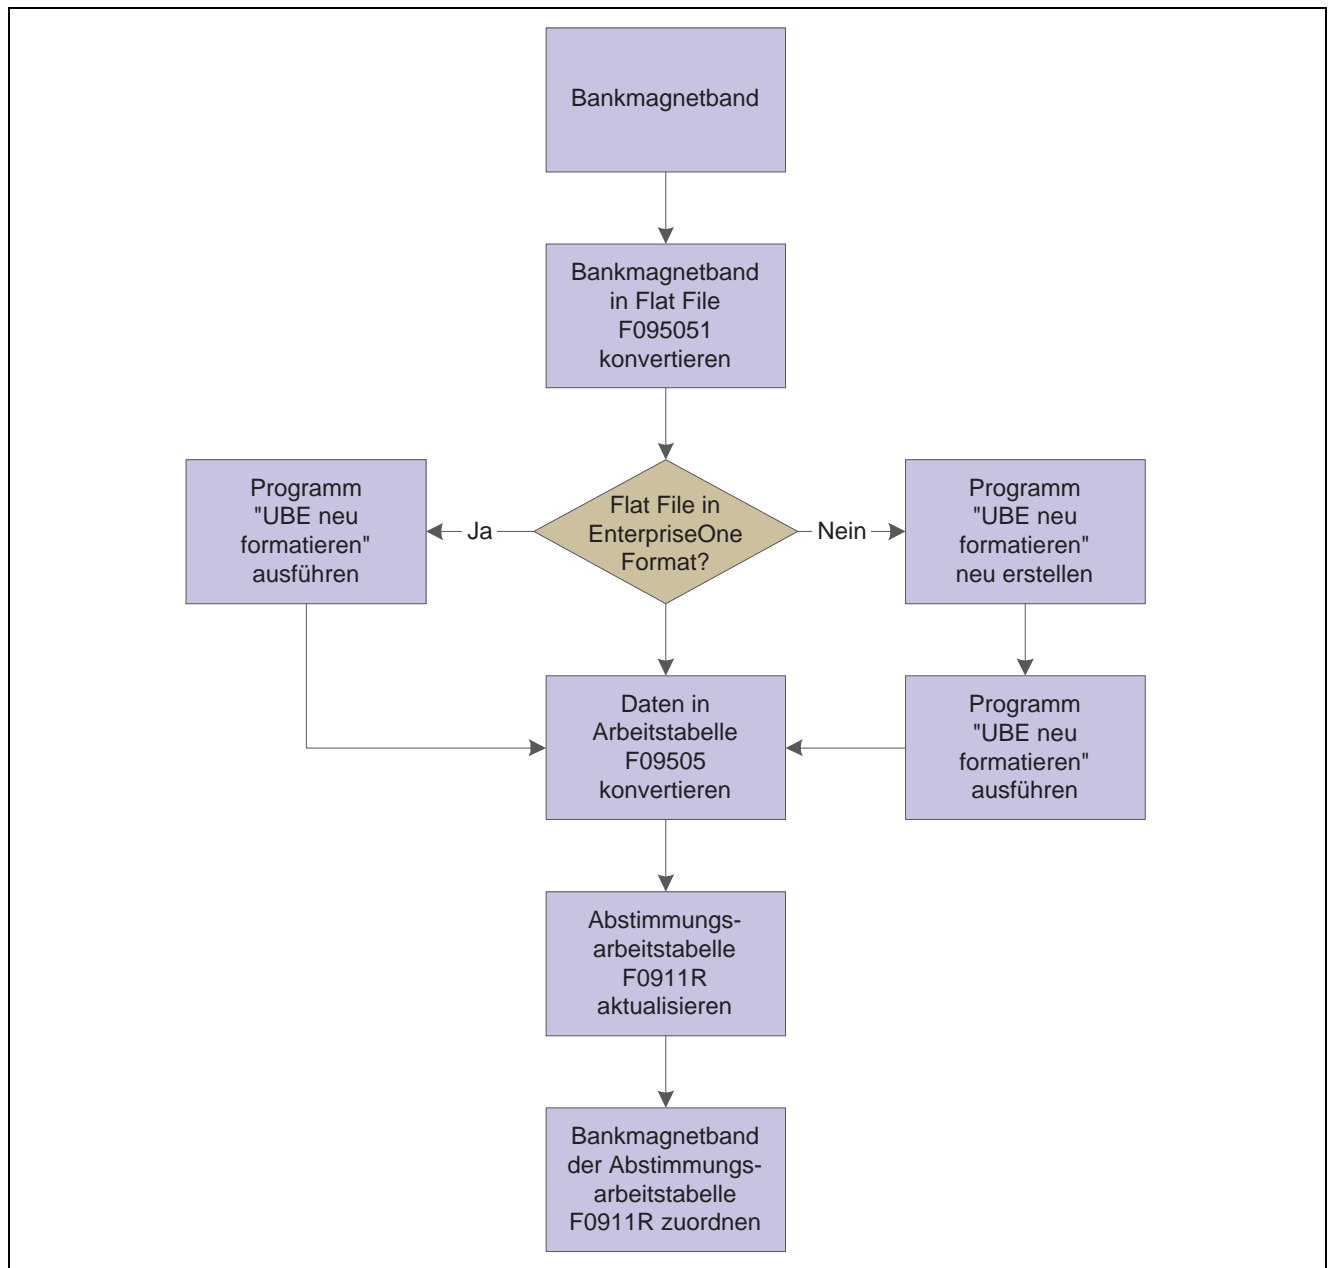 Bankmagnetband
Bankmagnetband
in Flat File
F095051
konvertieren
Programm
"UBE neu
formatieren"
ausführen
Ja
Flat File in
EnterpriseOne
Format?
Nein
Programm
"UBE neu
formatieren"
neu erstellen
Daten in
Arbeitstabelle
F09505
konvertieren
Programm
"UBE neu
formatieren"
ausführen
Abstimmungs-
arbeitstabelle
F0911R
aktualisieren
Bankmagnetband
der Abstimmungs-
arbeitstabelle
F0911R zuordnen